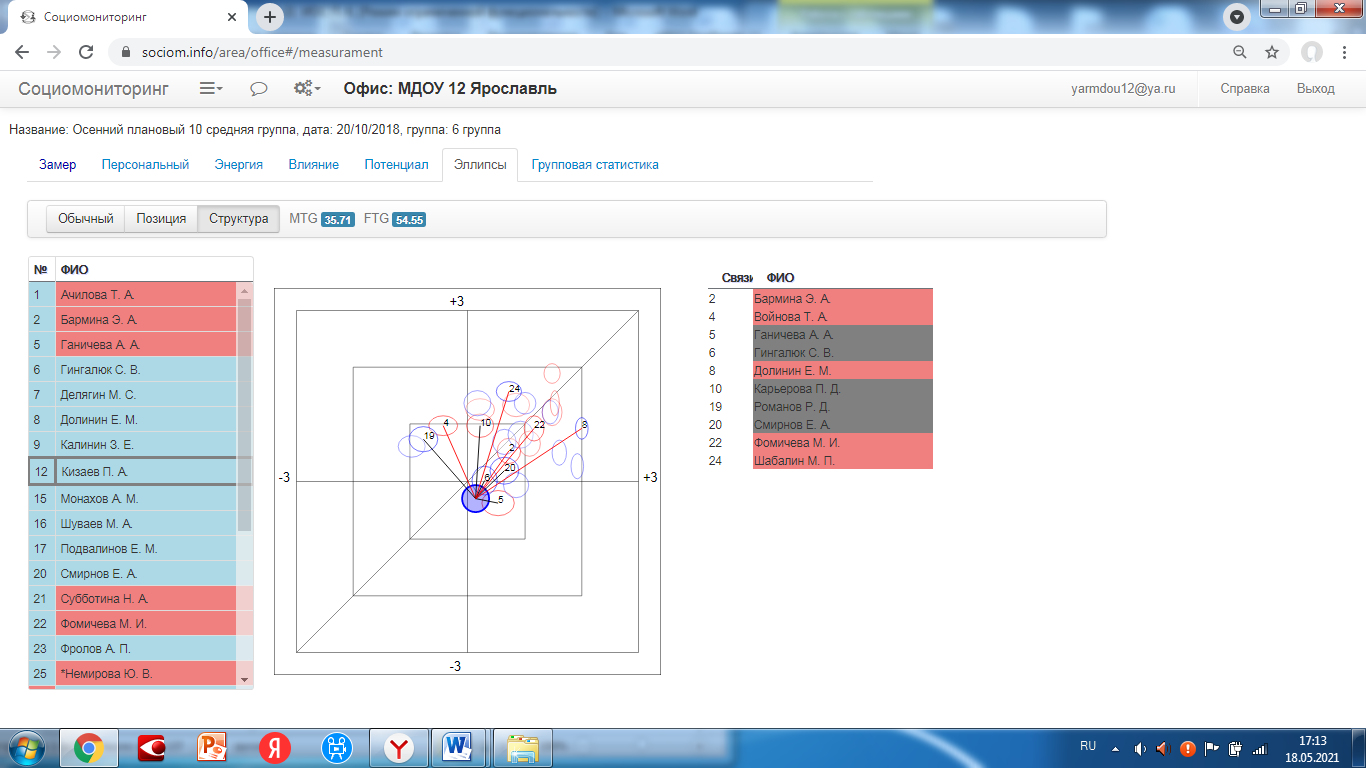 Социомониторинг
sociom.info/area/office#/measurament
Социомониторинг Офис: МДОУ 12 Ярославль yarmdou12@ya.ru Справка Выход
Название: Осенний плановый 10 средняя группа, дата: 20/10/2018, группа: 6 группа
Замер Персональный Энергия Влияние Потенциал Эллипсы Групповая статистика
Обычный Позиция Структура MTG 35.71 FTG 54.55
№ ФИО
1 Ачилова Т. А.
2 Бармина Э. А.
5 Ганичева А. А.
6 Гингалюк С. В.
7 Делягин М. С.
8 Долинин Е. М.
9 Калинин З. Е.
12 Кизаев П. А.
15 Монахов А. М.
16 Шуваев М. А.
17 Подвалинов Е. М.
20 Смирнов Е. А.
21 Субботина Н. А.
22 Фомичева М. И.
23 Фролов А. П.
25 *Немирова Ю. В.
+3
24
4 10 22 8
19
2
20
-3 6 +3
5
-3
Связи ФИО
2 Бармина Э. А.
4 Войнова Т. А.
5 Ганичева А. А.
6 Гингалюк С. В.
8 Долинин Е. М.
10 Карьерова П. Д.
19 Романов Р. Д.
20 Смирнов Е. А.
22 Фомичева М. И.
24 Шабалин М. П.
RU 17:13
18.05.2021